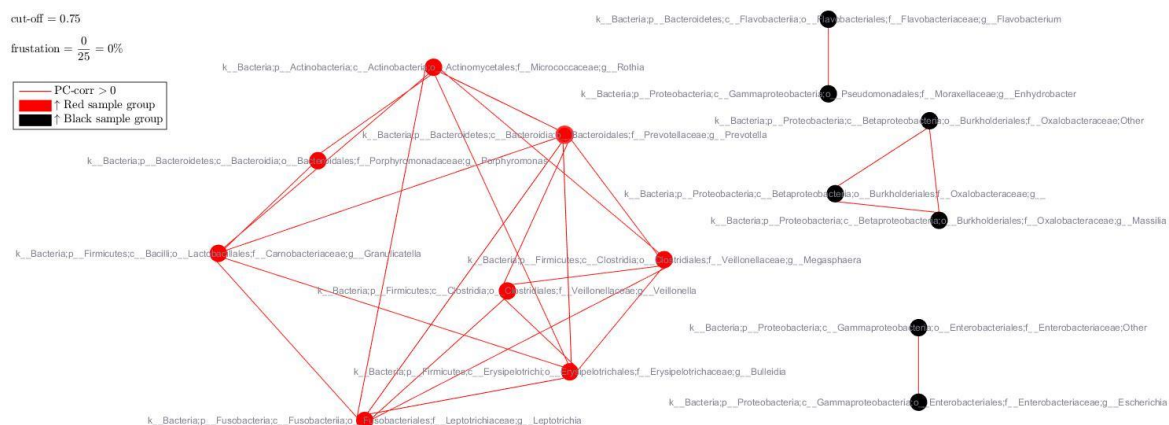 cut-off = 0.75
frustation = 0/25 = 0%
PC-corr > 0
↑ Red sample group
↑ Black sample group
k__Bacteria;p__Bacteroidetes;c__Flavobacteriia;o__Flavobacteriales;f__Flavobacteriaceae;g__Flavobacterium
k__Bacteria;p__Actinobacteria;c__Actinobacteria;o__Actinomycetales;f__Micrococcaceae;g__Rothia
k__Bacteria;p__Proteobacteria;c__Gammaproteobacteria;o__Pseudomonadales;f__Moraxellaceae;g__Enhydrobacter
k__Bacteria;p__Proteobacteria;c__Betaproteobacteria;o__Burkholderiales;f__Oxalobacteraceae;Other
k__Bacteria;p__Bacteroidetes;c__Bacteroidia;o__Bacteroidales;f__Prevotellaceae;g__Prevotella
k__Bacteria;p__Bacteroidetes;c__Bacteroidia;o__Bacteroidales;f__Porphyromonadaceae;g__Porphyromonas
k__Bacteria;p__Proteobacteria;c__Betaproteobacteria;o__Burkholderiales;f__Oxalobacteraceae;g__
k__Bacteria;p__Proteobacteria;c__Betaproteobacteria;o__Burkholderiales;f__Oxalobacteraceae;g__Massilia
k__Bacteria;p__Firmicutes;c__Bacilli;o__Lactobacillales;f__Carnobacteriaceae;g__Granulicatella
k__Bacteria;p__Firmicutes;c__Clostridia;o__Clostridiales;f__Veillonellaceae;g__Megasphaera
k__Bacteria;p__Firmicutes;c__Clostridia;o__Clostridiales;f__Veillonellaceae;g__Veillonella
k__Bacteria;p__Proteobacteria;c__Gammaproteobacteria;o__Enterobacteriales;f__Enterobacteriaceae;Other
k__Bacteria;p__Firmicutes;c__Erysipelotrichi;o__Erysipelotrichales;f__Erysipelotrichaceae;g__Bulleidia
k__Bacteria;p__Proteobacteria;c__Gammaproteobacteria;o__Enterobacteriales;f__Enterobacteriaceae;g__Escherichia
k__Bacteria;p__Fusobacteria;c__Fusobacteriia;o__Fusobacteriales;f__Leptotrichiaceae;g__Leptotrichia